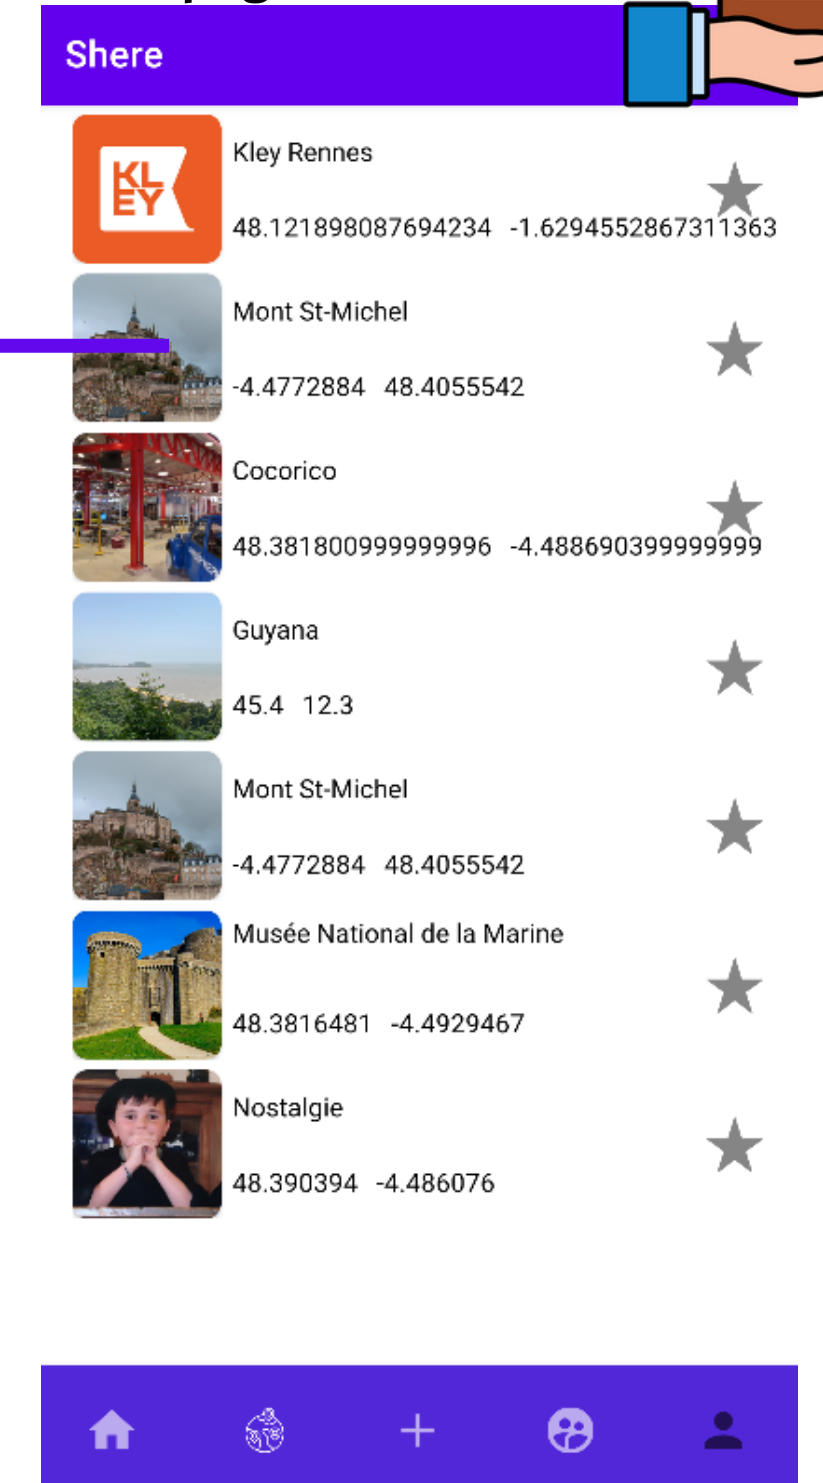 Shere
KL
EY
Kley Rennes
48.121898087694234 -1.6294552867311363
Mont St-Michel
-4.4772884 48.4055542
Cocorico
48.381800999999996 -4.488690399999999
Guyana
45.4 12.3
Mont St-Michel
-4.4772884 48.4055542
Musée National de la Marine
48.3816481 -4.4929467
Nostalgie
48.390394 -4.486076